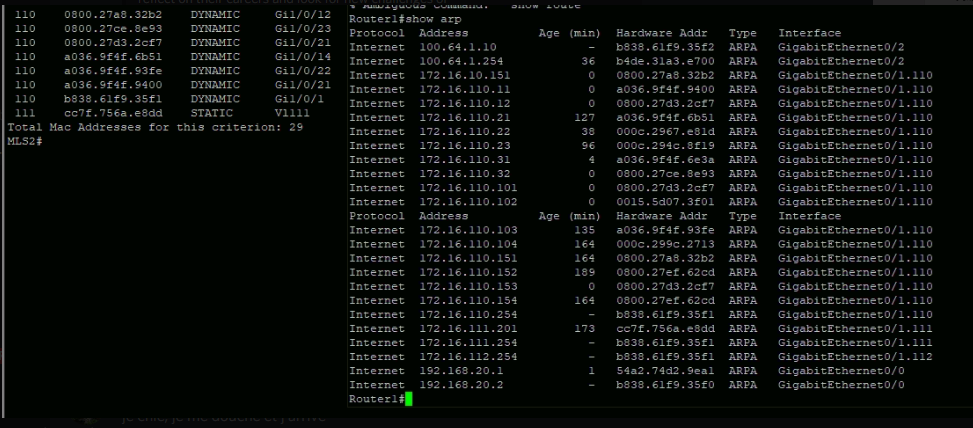 110 0800.27a8.32b2 DYNAMIC Gi1/0/12
110 0800.27ce.8e93 DYNAMIC Gi1/0/23
110 0800.27d3.2cf7 DYNAMIC Gi1/0/21
110 a036.9f4f.6b51 DYNAMIC Gi1/0/14
110 a036.9f4f.93fe DYNAMIC Gi1/0/22
110 a036.9f4f.9400 DYNAMIC Gi1/0/21
110 b838.61f9.35f1 DYNAMIC Gi1/0/1
111 cc7f.756a.e8dd STATIC Vl111
Total Mac Addresses for this criterion: 29
MLS2#
% Ambiguous command: "show route"
Router1#show arp
Protocol Address Age (min) Hardware Addr Type Interface
Internet 100.64.1.10 - b838.61f9.35f2 ARPA GigabitEthernet0/2
Internet 100.64.1.254 36 b4de.31a3.e700 ARPA GigabitEthernet0/2
Internet 172.16.10.151 0 0800.27a8.32b2 ARPA GigabitEthernet0/1.110
Internet 172.16.110.11 0 a036.9f4f.9400 ARPA GigabitEthernet0/1.110
Internet 172.16.110.12 0 0800.27d3.2cf7 ARPA GigabitEthernet0/1.110
Internet 172.16.110.21 127 a036.9f4f.6b51 ARPA GigabitEthernet0/1.110
Internet 172.16.110.22 38 000c.2967.e81d ARPA GigabitEthernet0/1.110
Internet 172.16.110.23 96 000c.294c.8f19 ARPA GigabitEthernet0/1.110
Internet 172.16.110.31 4 a036.9f4f.6e3a ARPA GigabitEthernet0/1.110
Internet 172.16.110.32 0 0800.27ce.8e93 ARPA GigabitEthernet0/1.110
Internet 172.16.110.101 0 0800.27d3.2cf7 ARPA GigabitEthernet0/1.110
Internet 172.16.110.102 0 0015.5d07.3f01 ARPA GigabitEthernet0/1.110
Protocol Address Age (min) Hardware Addr Type Interface
Internet 172.16.110.103 135 a036.9f4f.93fe ARPA GigabitEthernet0/1.110
Internet 172.16.110.104 164 000c.299c.2713 ARPA GigabitEthernet0/1.110
Internet 172.16.110.151 164 0800.27a8.32b2 ARPA GigabitEthernet0/1.110
Internet 172.16.110.152 189 0800.27ef.62cd ARPA GigabitEthernet0/1.110
Internet 172.16.110.153 0 0800.27d3.2cf7 ARPA GigabitEthernet0/1.110
Internet 172.16.110.154 164 0800.27ef.62cd ARPA GigabitEthernet0/1.110
Internet 172.16.110.254 - b838.61f9.35f1 ARPA GigabitEthernet0/1.110
Internet 172.16.111.201 173 cc7f.756a.e8dd ARPA GigabitEthernet0/1.111
Internet 172.16.111.254 - b838.61f9.35f1 ARPA GigabitEthernet0/1.111
Internet 172.16.112.254 - b838.61f9.35f1 ARPA GigabitEthernet0/1.112
Internet 192.168.20.1 1 54a2.74d2.9ea1 ARPA GigabitEthernet0/0
Internet 192.168.20.2 - b838.61f9.35f0 ARPA GigabitEthernet0/0
Router1#